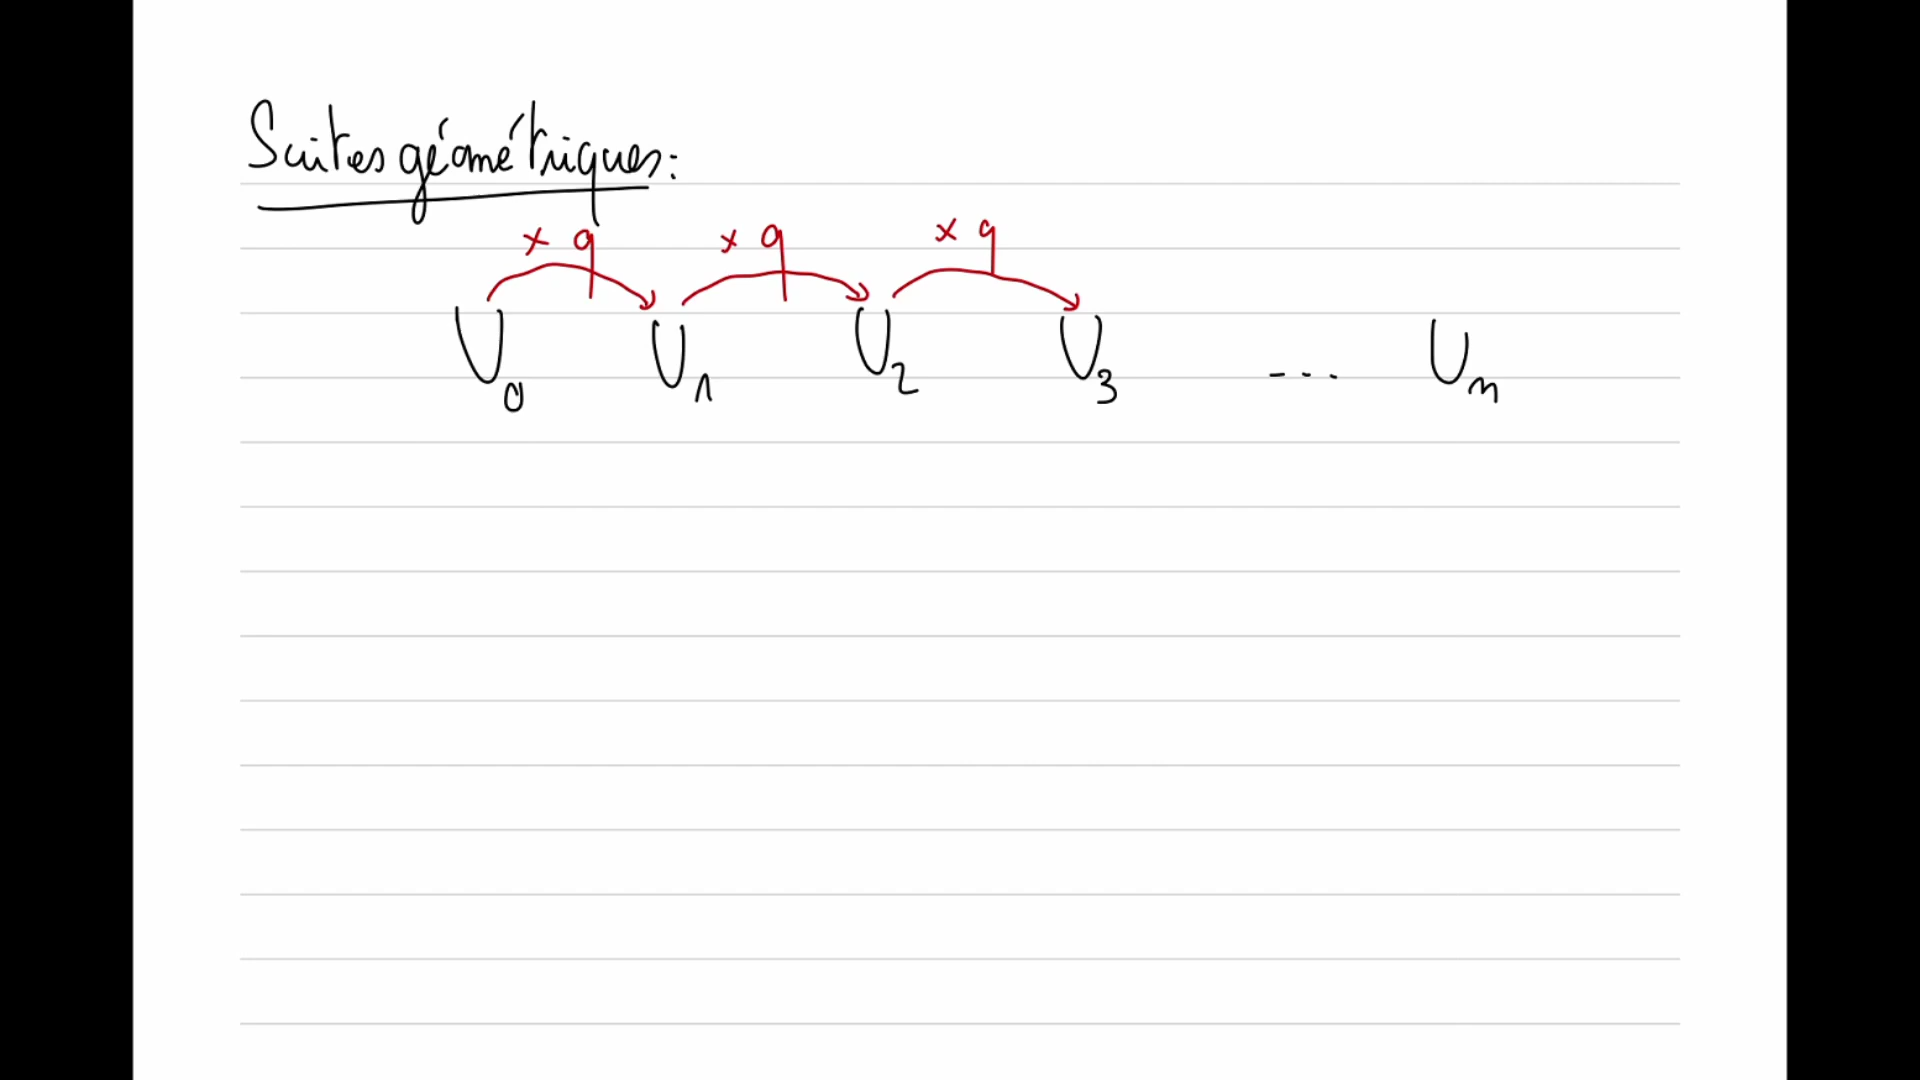 Suites géométriques:
× q × q × q
U₀ U₁ U₂ U₃ ... Uₙ